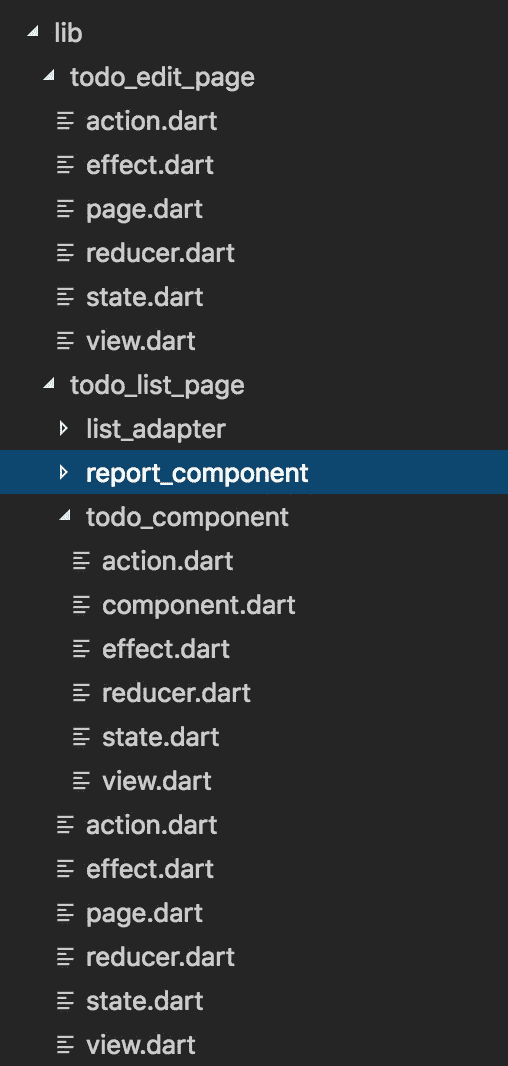 lib
todo_edit_page
action.dart
effect.dart
page.dart
reducer.dart
state.dart
view.dart
todo_list_page
list_adapter
report_component
todo_component
action.dart
component.dart
effect.dart
reducer.dart
state.dart
view.dart
action.dart
effect.dart
page.dart
reducer.dart
state.dart
view.dart